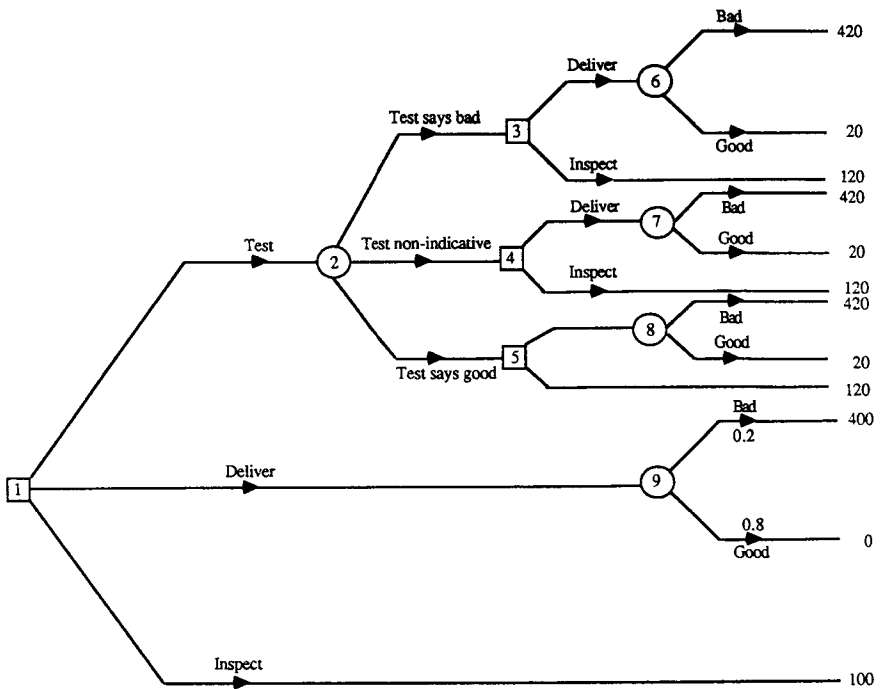 Bad
420
Deliver
6
Test says bad
3
20
Good
Inspect
120
Deliver
7
420
Bad
Test
Test non-indicative
Good
2
4
20
Inspect
120
420
Bad
8
Good
5
20
Test says good
120
Bad
400
0.2
Deliver
1
9
0.8
0
Good
Inspect
100